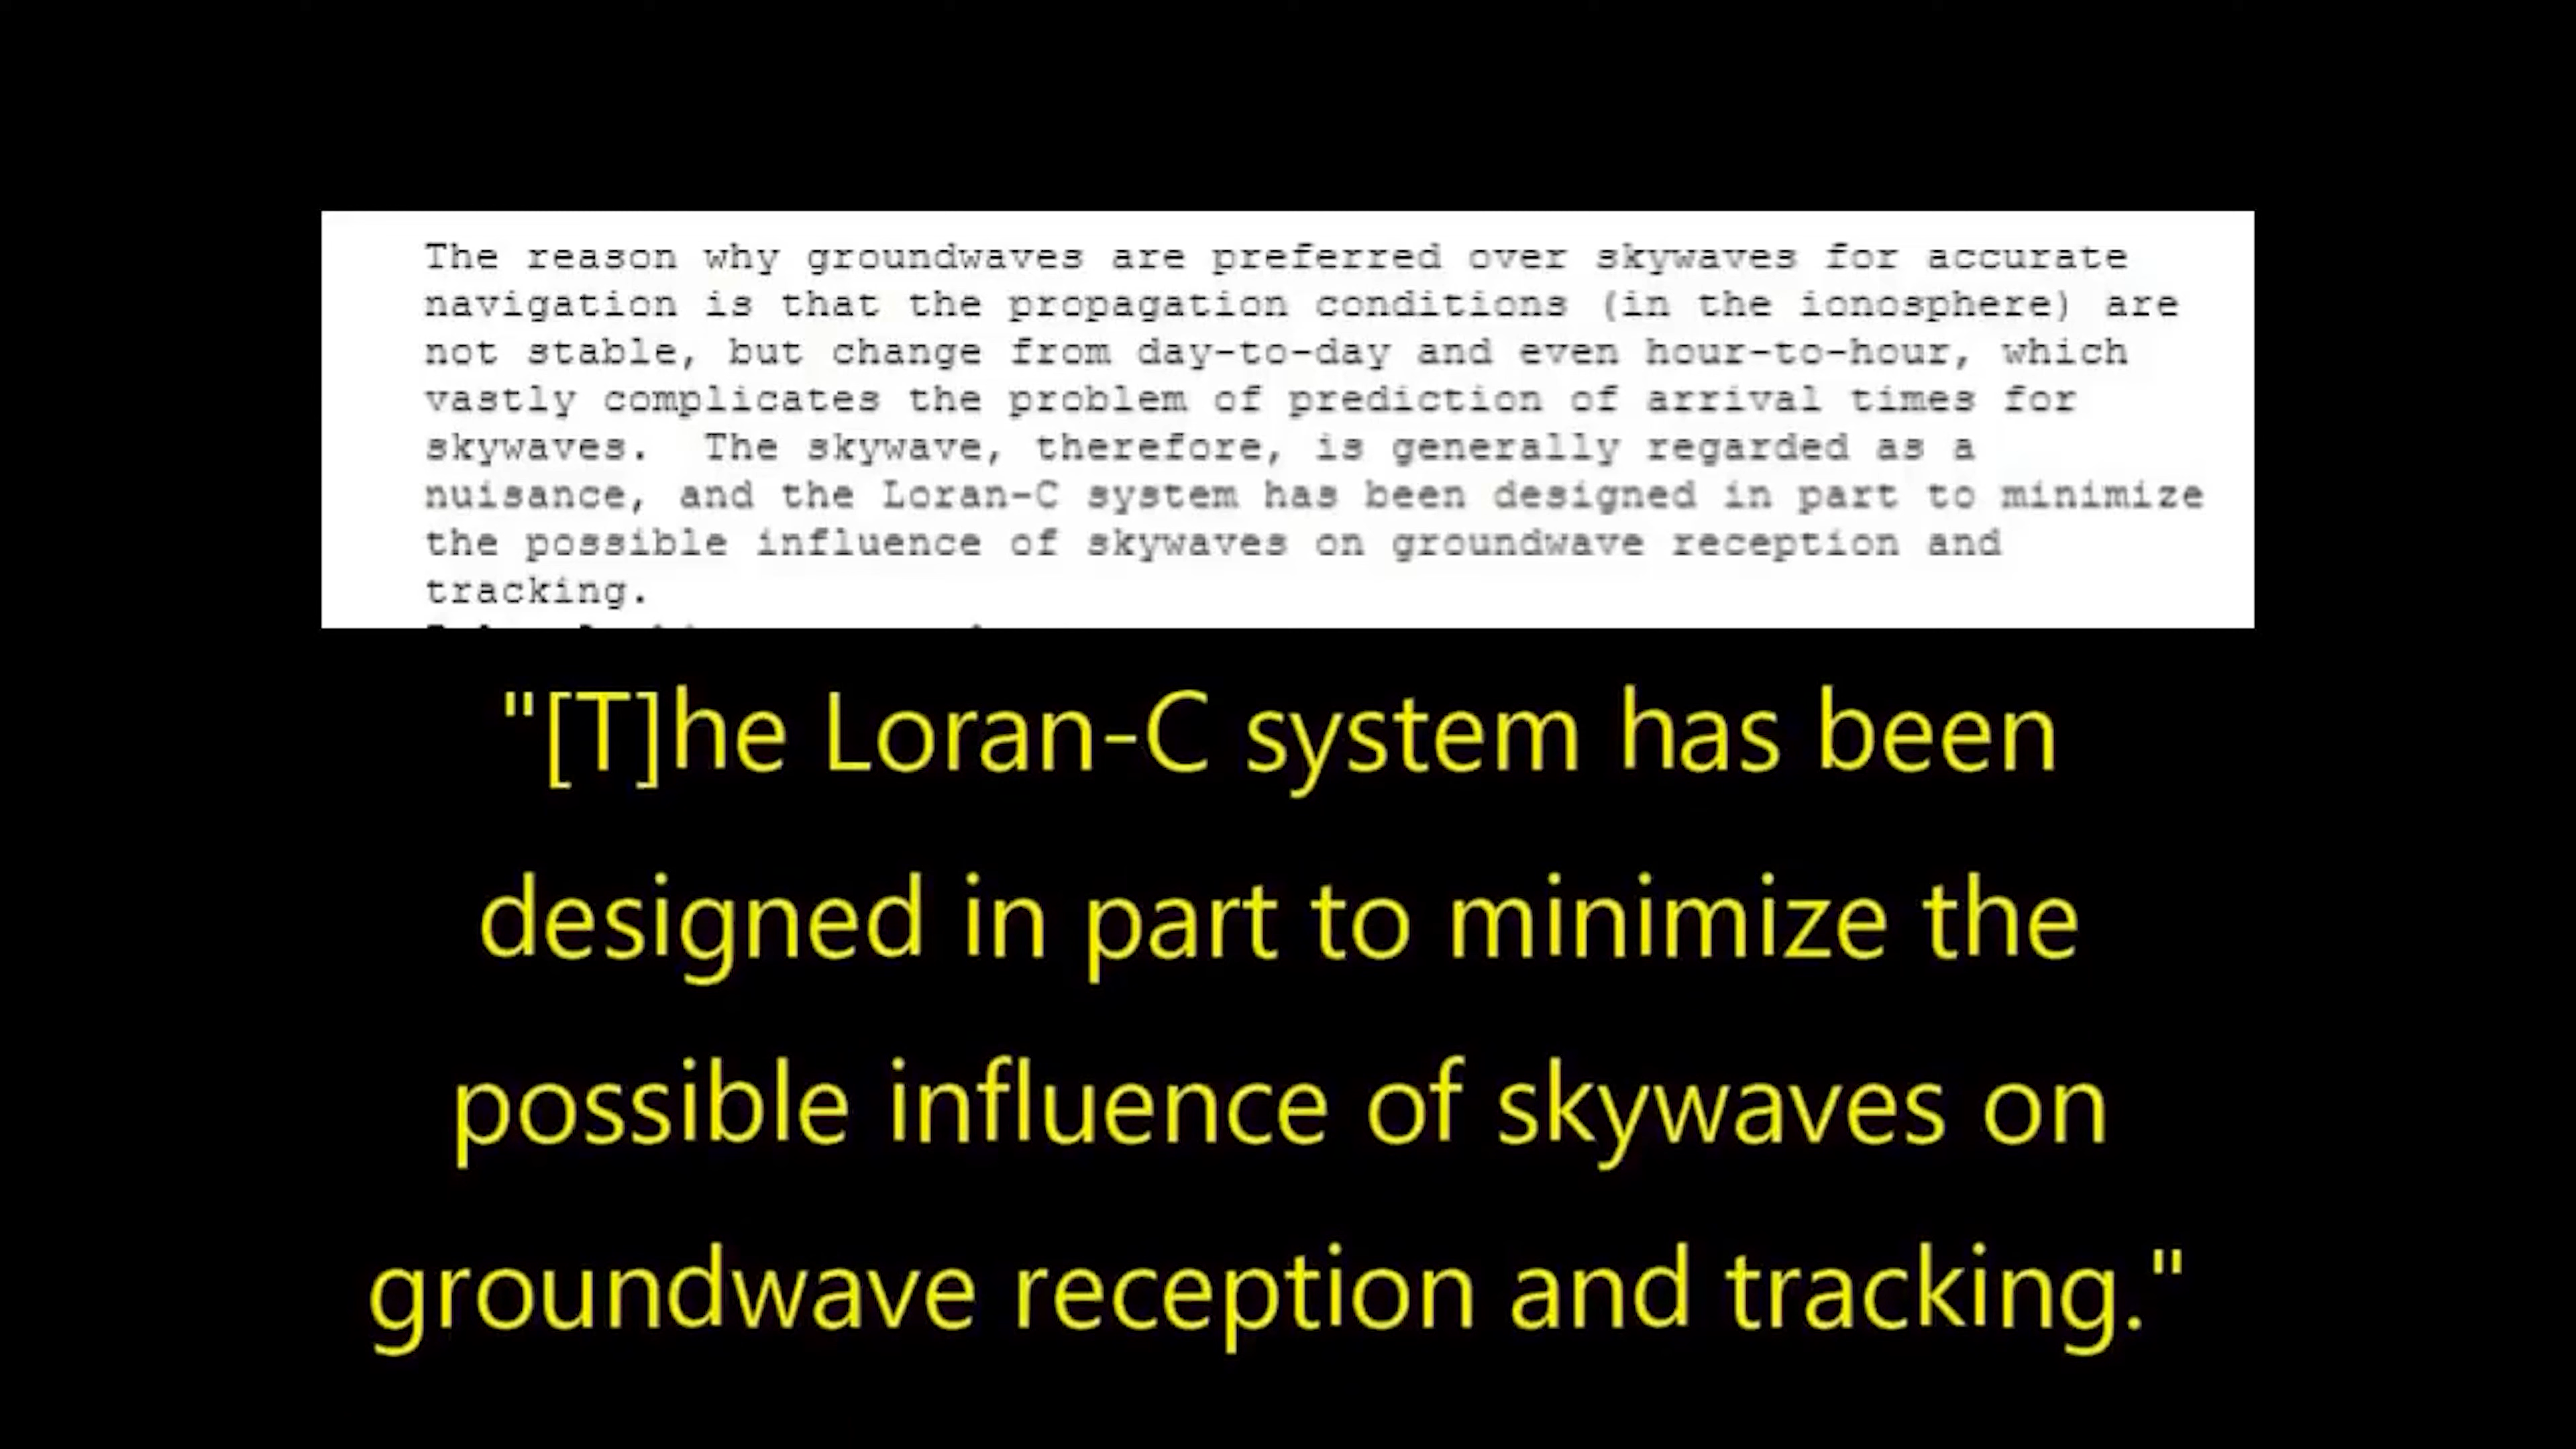 The reason why groundwaves are preferred over skywaves for accurate
navigation is that the propagation conditions (in the ionosphere) are
not stable, but change from day-to-day and even hour-to-hour, which
vastly complicates the problem of prediction of arrival times for
skywaves.  The skywave, therefore, is generally regarded as a
nuisance, and the Loran-C system has been designed in part to minimize
the possible influence of skywaves on groundwave reception and
tracking.
"[T]he Loran-C system has been
designed in part to minimize the
possible influence of skywaves on
groundwave reception and tracking."